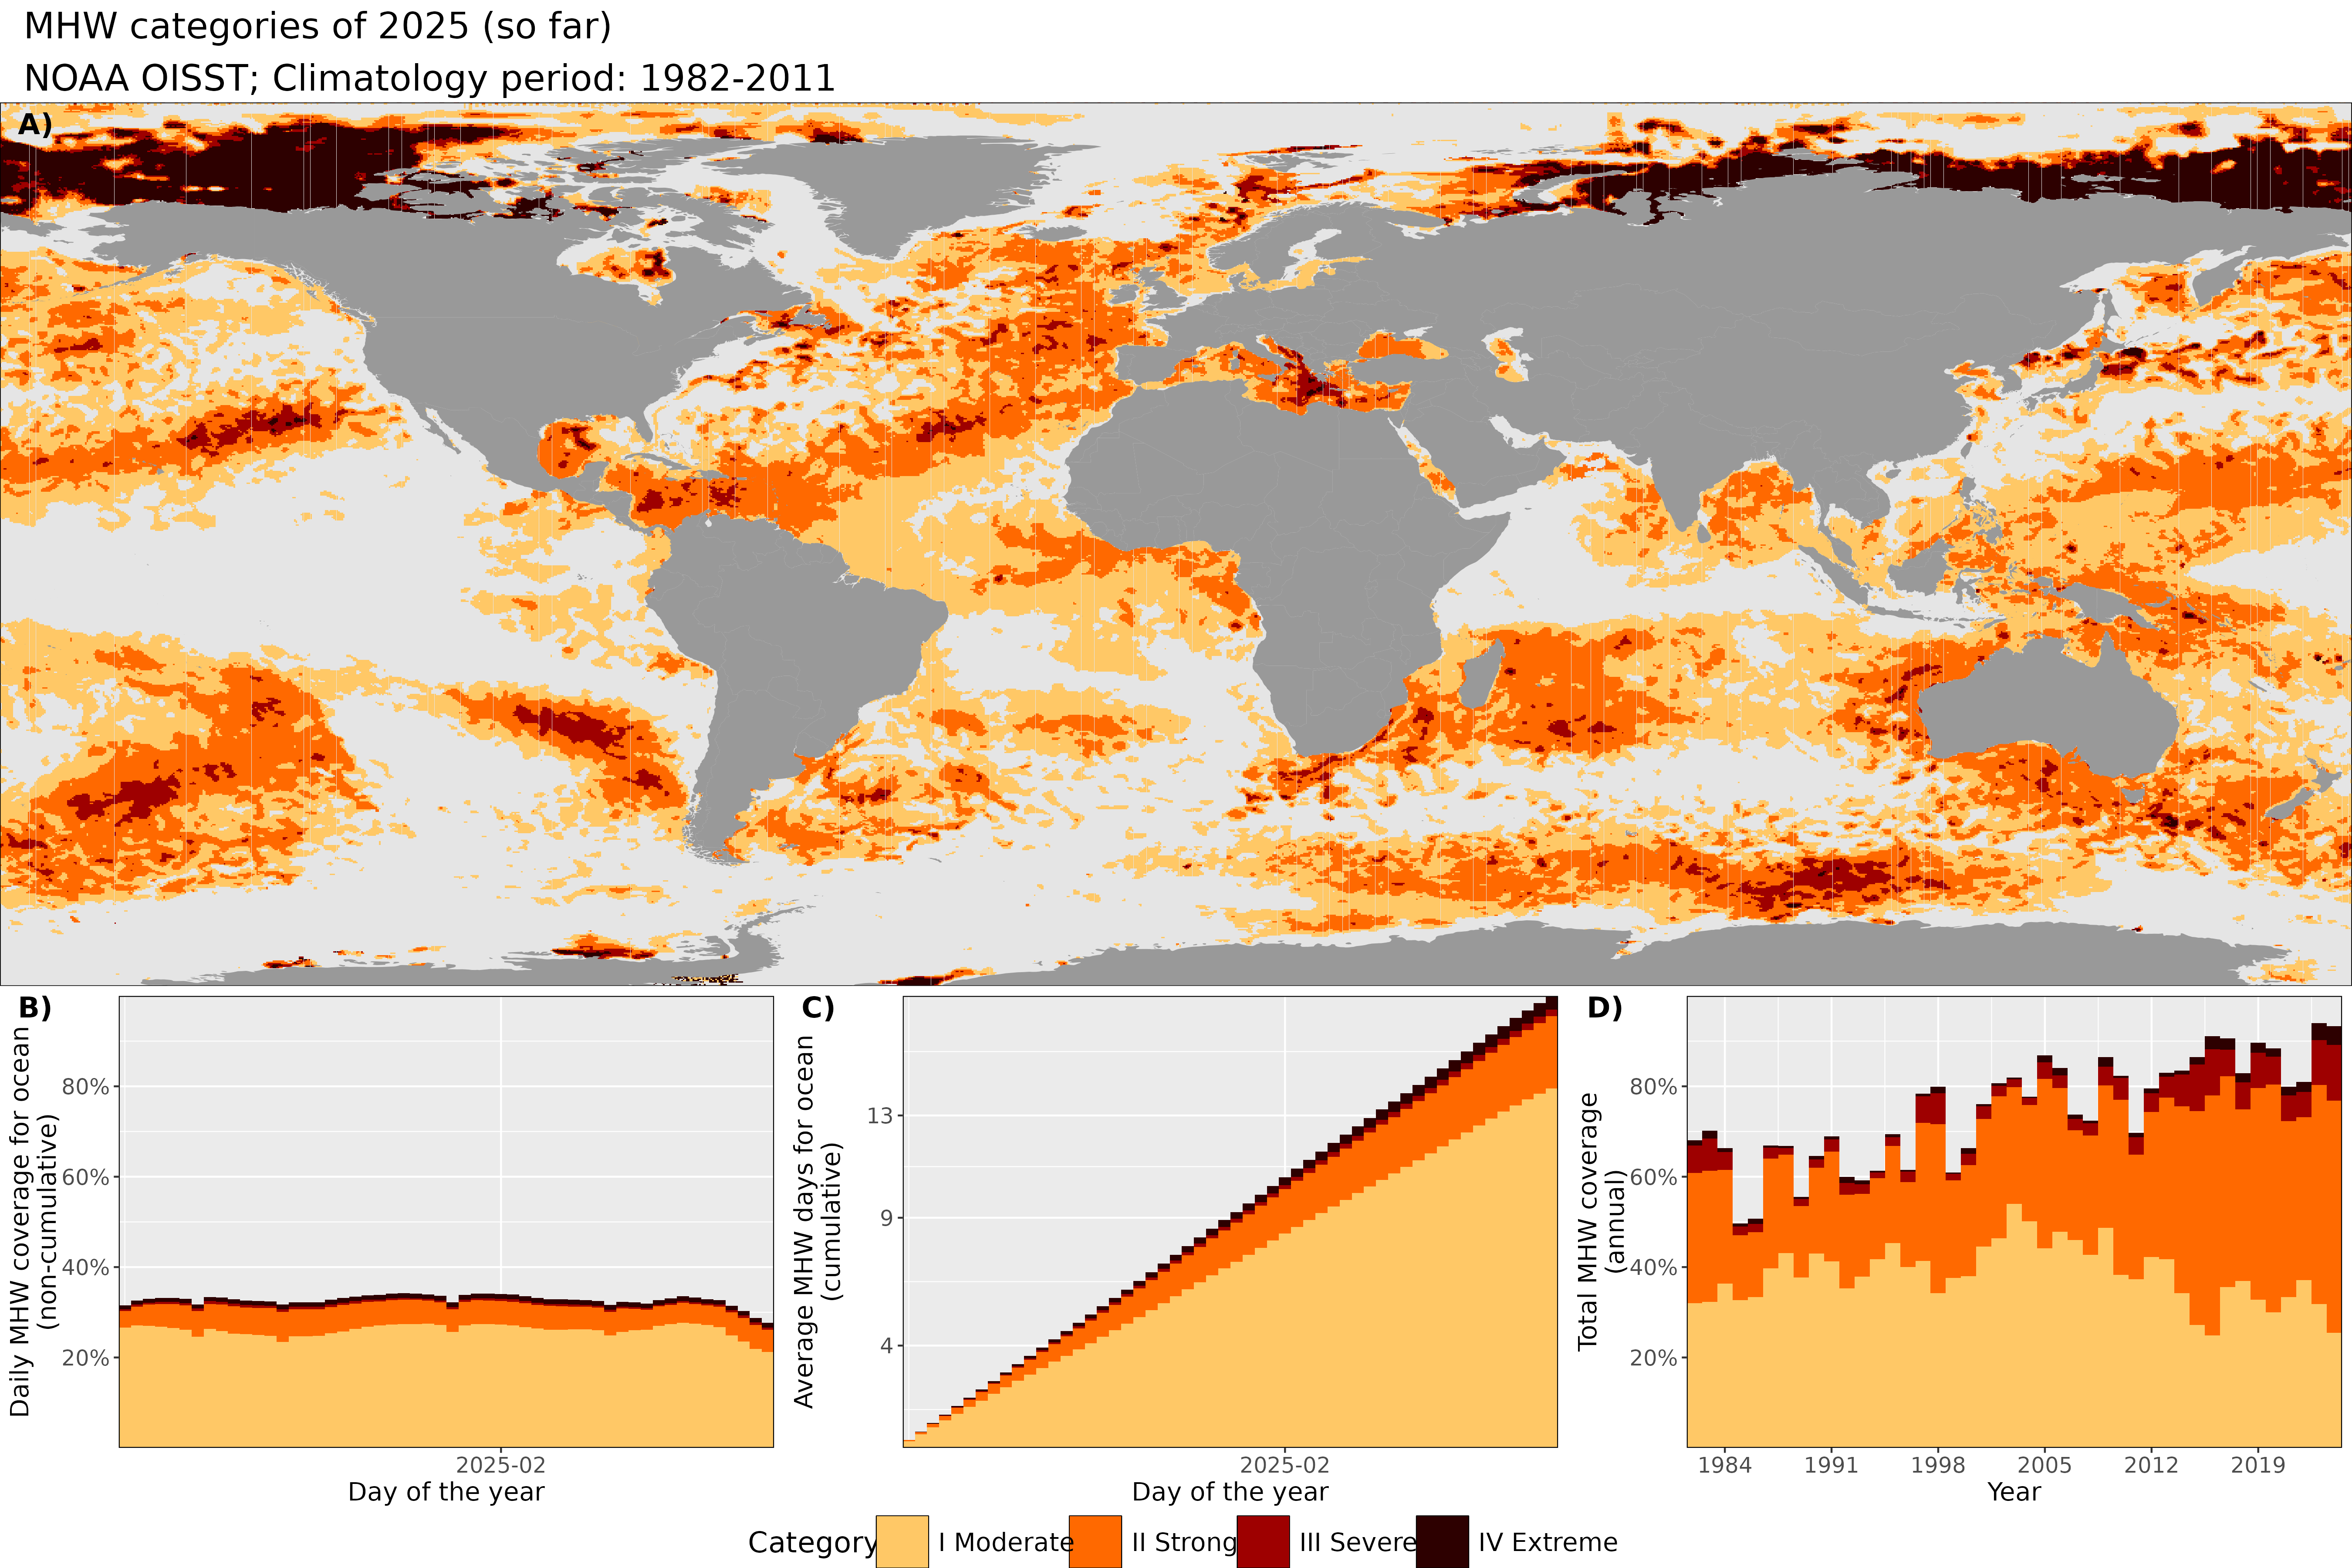 MHW categories of 2025 (so far)
NOAA OISST; Climatology period: 1982-2011
A)
B)
Daily MHW coverage for ocean
(non-cumulative)
80%
60%
40%
20%
2025-02
Day of the year
C)
Average MHW days for ocean
(cumulative)
13
9
4
2025-02
Day of the year
D)
Total MHW coverage
(annual)
80%
60%
40%
20%
1984 1991 1998 2005 2012 2019
Year
Category I Moderate II Strong III Severe IV Extreme